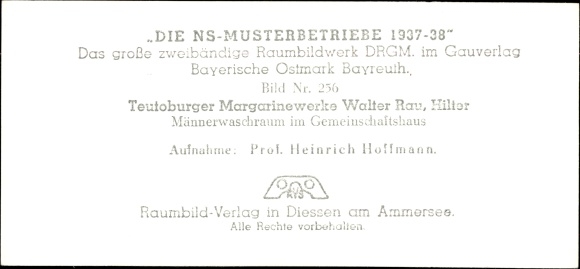 „DIE NS-MUSTERBETRIEBE 1937-38“
Das große zweibändige Raumbildwerk DRGM. im Gauverlag
Bayerische Ostmark Bayreuth.
Bild Nr. 256
Teutoburger Margarinewerke Walter Rau, Hilter
Männerwaschraum im Gemeinschaftshaus
Aufnahme: Prof. Heinrich Hoffmann.
Raumbild-Verlag in Diessen am Ammersee.
Alle Rechte vorbehalten.